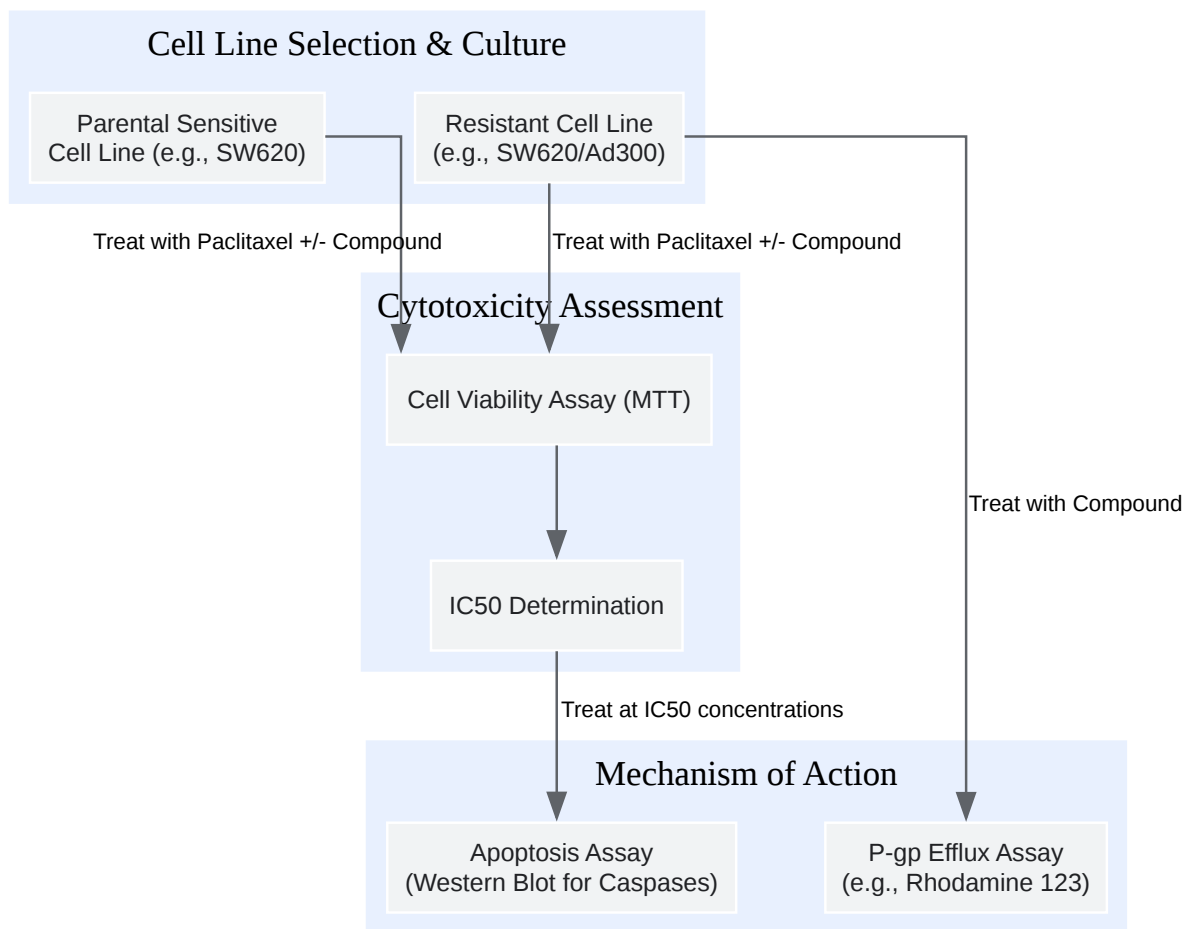 Cell Line Selection & Culture
Parental Sensitive
Cell Line (e.g., SW620)
Resistant Cell Line
(e.g., SW620/Ad300)
Treat with Paclitaxel +/- Compound
Treat with Paclitaxel +/- Compound
Cytotoxicity Assessment
Cell Viability Assay (MTT)
Treat with Compound
IC50 Determination
Treat at IC50 concentrations
Mechanism of Action
Apoptosis Assay
(Western Blot for Caspases)
P-gp Efflux Assay
(e.g., Rhodamine 123)